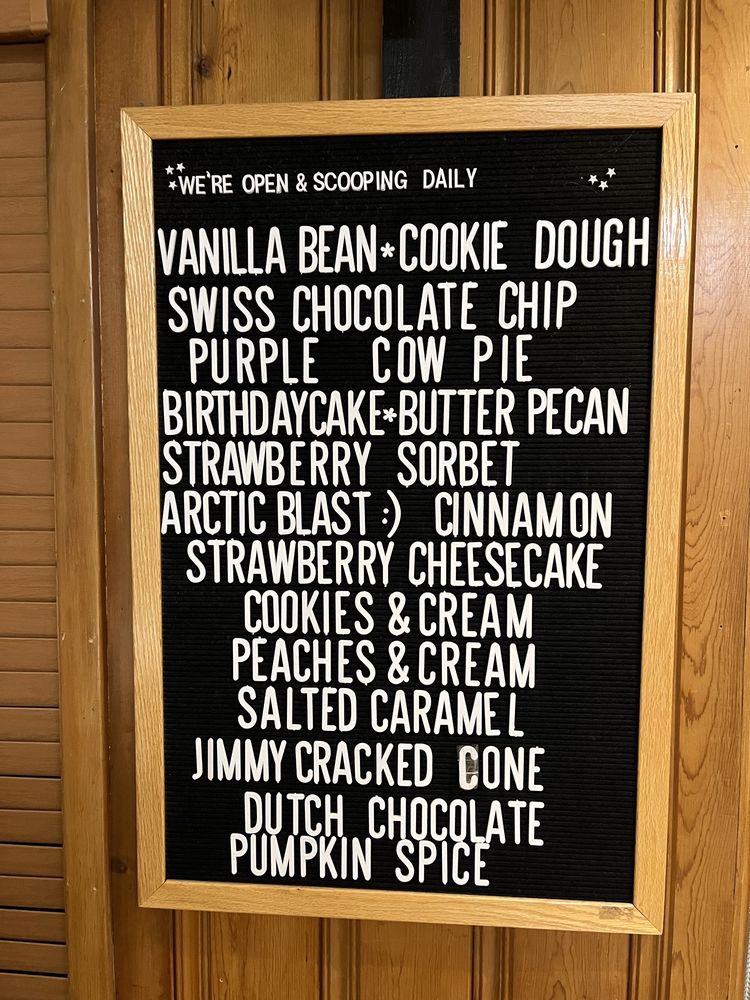 WE'RE OPEN & SCOOPING DAILY
VANILLA BEAN*COOKIE DOUGH
SWISS CHOCOLATE CHIP
PURPLE COW PIE
BIRTHDAYCAKE*BUTTER PECAN
STRAWBERRY SORBET
ARCTIC BLAST :) CINNAMON
STRAWBERRY CHEESECAKE
COOKIES & CREAM
PEACHES & CREAM
SALTED CARAMEL
JIMMY CRACKED CONE
DUTCH CHOCOLATE
PUMPKIN SPICE